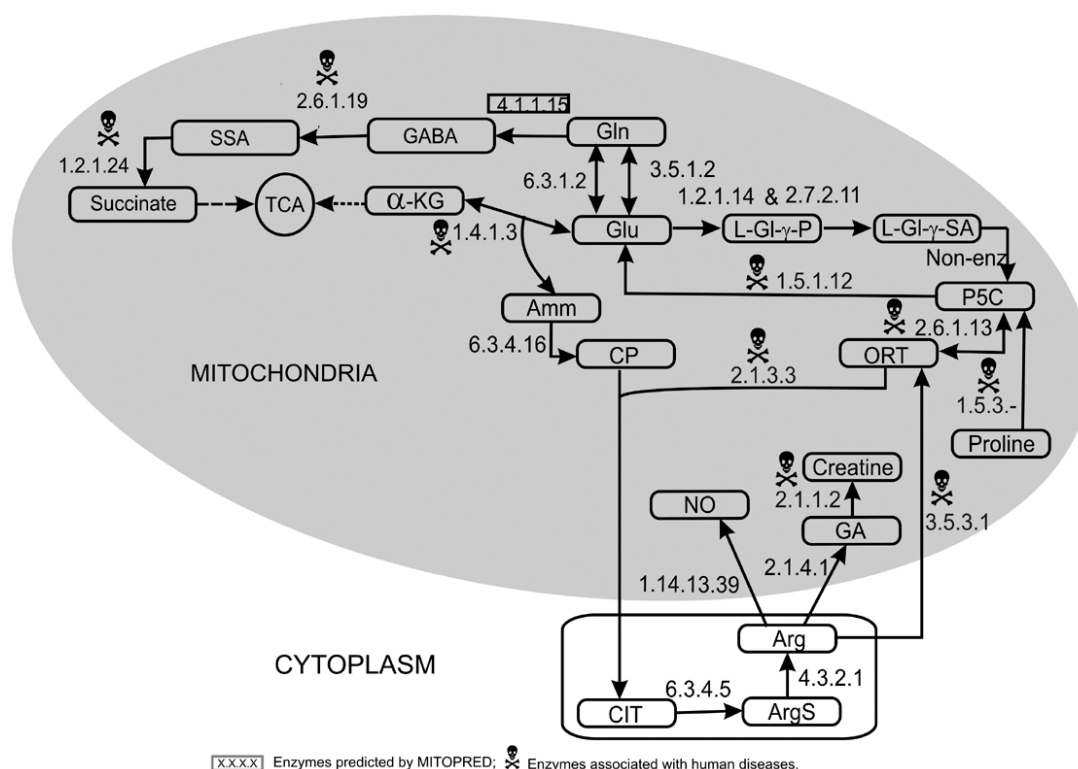 2.6.1.19
4.1.1.15
SSA
GABA
Gln
1.2.1.24
6.3.1.2
3.5.1.2
1.2.1.14 & 2.7.2.11
Succinate
TCA
α-KG
1.4.1.3
Glu
L-Gl-γ-P
L-Gl-γ-SA
Non-enz
1.5.1.12
P5C
Amm
2.6.1.13
6.3.4.16
CP
ORT
MITOCHONDRIA
2.1.3.3
1.5.3.-
Proline
Creatine
2.1.1.2
NO
GA
3.5.3.1
1.14.13.39
2.1.4.1
Arg
CYTOPLASM
6.3.4.5
4.3.2.1
CIT
ArgS
X.X.X.X Enzymes predicted by MITOPRED; Enzymes associated with human diseases.